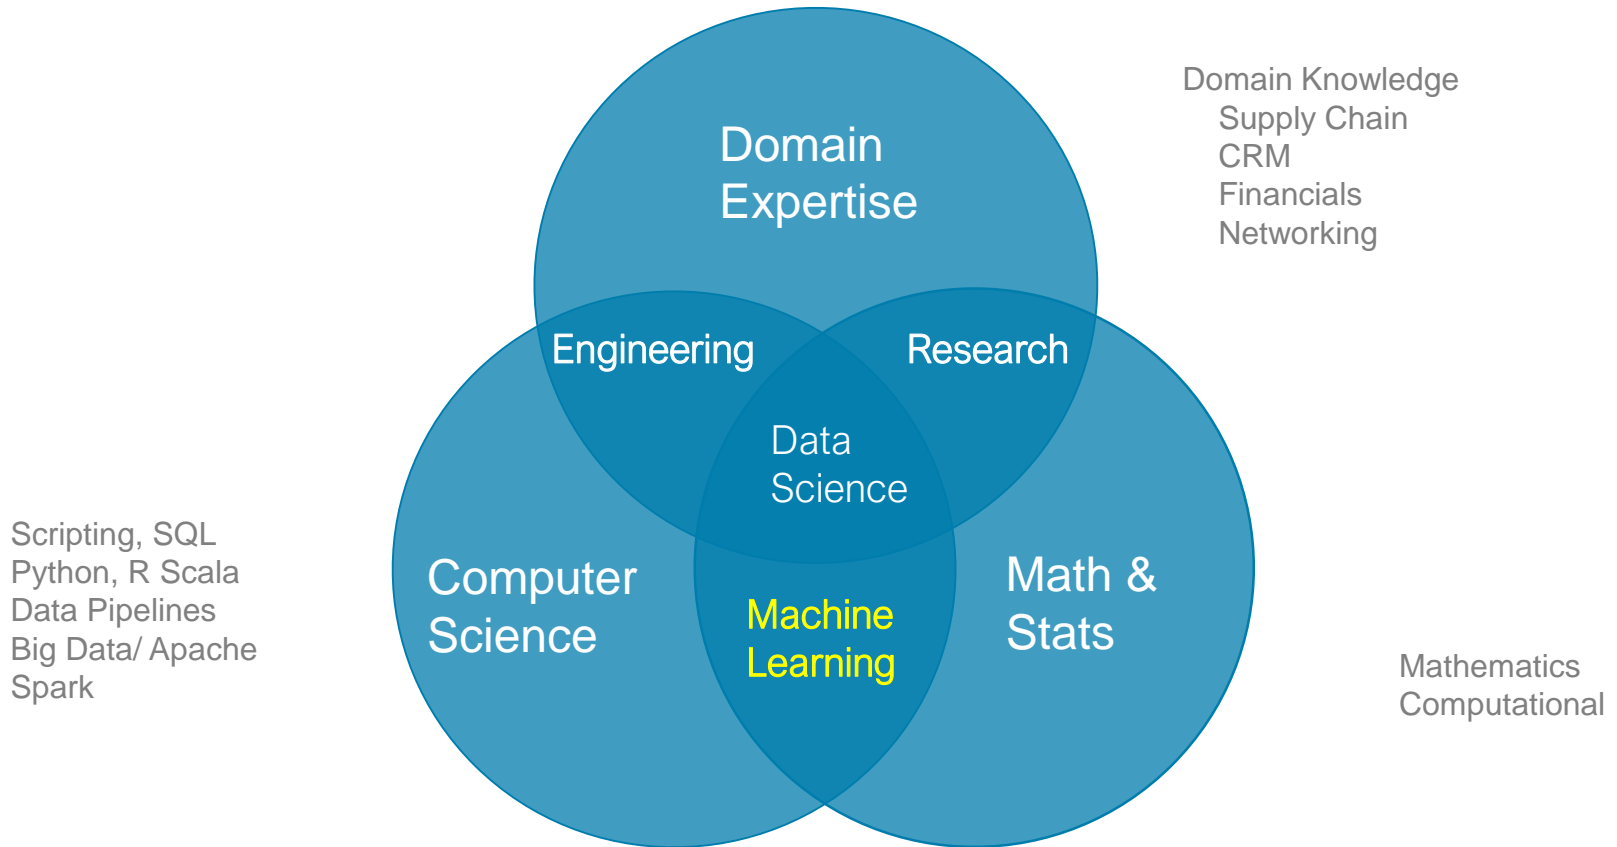 Domain Knowledge
Supply Chain
CRM
Financials
Networking
Domain
Expertise
Engineering
Research
Data
Science
Scripting, SQL
Python, R Scala
Data Pipelines
Big Data/ Apache
Spark
Computer
Science
Machine
Learning
Math &
Stats
Mathematics
Computational